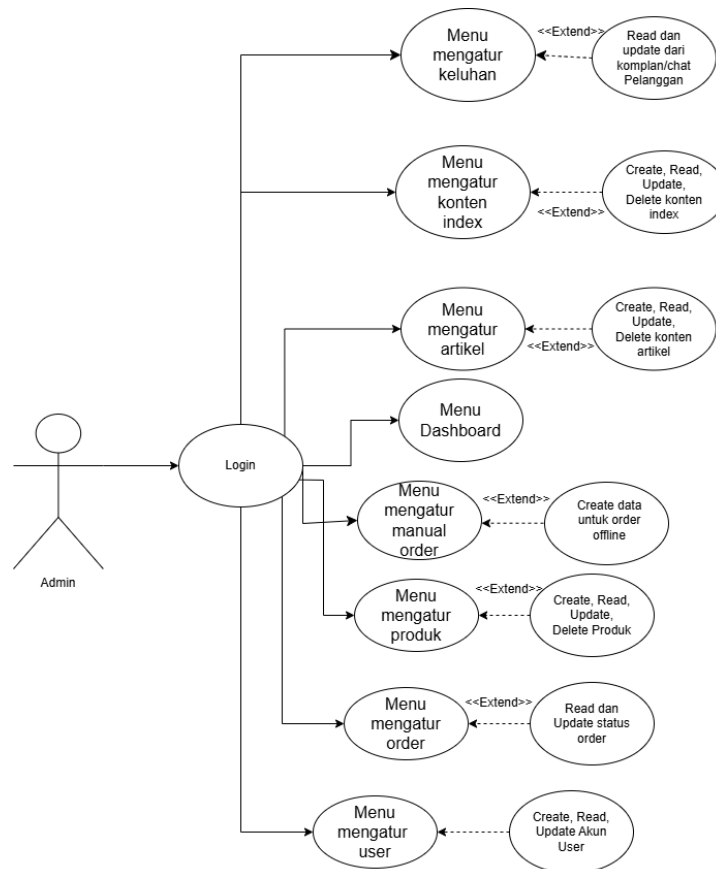 Menu
mengatur
keluhan
<<Extend>>
Read dan
update dari
komplan/chat
Pelanggan
Menu
mengatur
konten
index
<<Extend>>
Create, Read,
Update,
Delete konten
index
Menu
mengatur
artikel
<<Extend>>
Create, Read,
Update,
Delete konten
artikel
Menu
Dashboard
Admin
Login
Menu
mengatur
manual
order
<<Extend>>
Create data
untuk order
offline
Menu
mengatur
produk
<<Extend>>
Create, Read,
Update,
Delete Produk
Menu
mengatur
order
<<Extend>>
Read dan
Update status
order
Menu
mengatur
user
Create, Read,
Update Akun
User